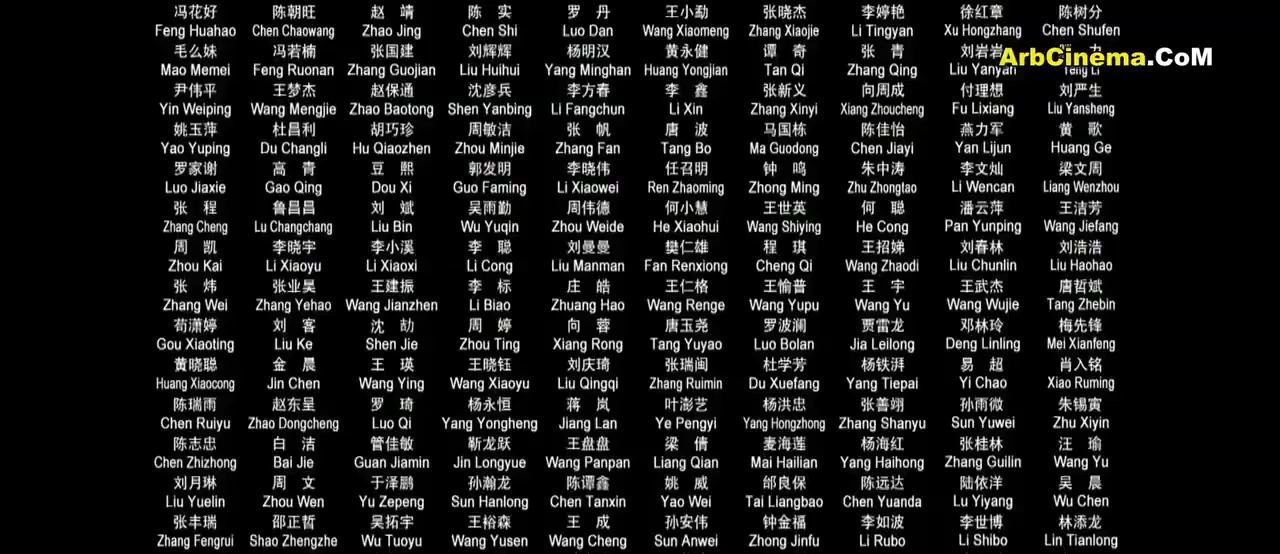 冯花好 陈朝旺 赵靖 陈实 罗丹 王小勐 张晓杰 李婷艳 徐红章 陈树分
Feng Huahao Chen Chaowang Zhao Jing Chen Shi Luo Dan Wang Xiaomeng Zhang Xiaojie Li Tingyan Xu Hongzhang Chen Shufen
毛么妹 冯若楠 张国建 刘辉辉 杨明汉 黄永健 谭奇 张青 刘岩岩 力
ArbCinema.CoM
Mao Memei Feng Ruonan Zhang Guojian Liu Huihui Yang Minghan Huang Yongjian Tan Qi Zhang Qing Liu Yanyan Teng Li
尹伟平 王梦杰 赵保通 沈彦兵 李方春 李鑫 张新义 向周成 付理想 刘严生
Yin Weiping Wang Mengjie Zhao Baotong Shen Yanbing Li Fangchun Li Xin Zhang Xinyi Xiang Zhoucheng Fu Lixiang Liu Yansheng
姚玉萍 杜昌利 胡巧珍 周敏洁 张帆 唐波 马国栋 陈佳怡 燕力军 黄歌
Yao Yuping Du Changli Hu Qiaozhen Zhou Minjie Zhang Fan Tang Bo Ma Guodong Chen Jiayi Yan Lijun Huang Ge
罗家谢 高青 豆熙 郭发明 李晓伟 任召明 钟鸣 朱中涛 李文灿 梁文周
Luo Jiaxie Gao Qing Dou Xi Guo Faming Li Xiaowei Ren Zhaoming Zhong Ming Zhu Zhongtao Li Wencan Liang Wenzhou
张程 鲁昌昌 刘斌 吴雨勤 周伟德 何小慧 王世英 何聪 潘云萍 王洁芳
Zhang Cheng Lu Changchang Liu Bin Wu Yuqin Zhou Weide He Xiaohui Wang Shiying He Cong Pan Yunping Wang Jiefang
周凯 李晓宇 李小溪 李聪 刘曼曼 樊仁雄 程琪 王招娣 刘春林 刘浩浩
Zhou Kai Li Xiaoyu Li Xiaoxi Li Cong Liu Manman Fan Renxiong Cheng Qi Wang Zhaodi Liu Chunlin Liu Haohao
张炜 张业昊 王建振 李标 庄皓 王仁格 王愉普 王宇 王武杰 唐哲斌
Zhang Wei Zhang Yehao Wang Jianzhen Li Biao Zhuang Hao Wang Renge Wang Yupu Wang Yu Wang Wujie Tang Zhebin
苟潇婷 刘客 沈劼 周婷 向蓉 唐玉尧 罗波澜 贾雷龙 邓林玲 梅先锋
Gou Xiaoting Liu Ke Shen Jie Zhou Ting Xiang Rong Tang Yuyao Luo Bolan Jia Leilong Deng Linling Mei Xianfeng
黄晓聪 金晨 王瑛 王晓钰 刘庆琦 张瑞闽 杜学芳 杨铁湃 易超 肖入铭
Huang Xiaocong Jin Chen Wang Ying Wang Xiaoyu Liu Qingqi Zhang Ruimin Du Xuefang Yang Tiepai Yi Chao Xiao Ruming
陈瑞雨 赵东呈 罗琦 杨永恒 蒋岚 叶澎艺 杨洪忠 张善翊 孙雨微 朱锡寅
Chen Ruiyu Zhao Dongcheng Luo Qi Yang Yongheng Jiang Lan Ye Pengyi Yang Hongzhong Zhang Shanyu Sun Yuwei Zhu Xiyin
陈志忠 白洁 管佳敏 靳龙跃 王盘盘 梁倩 麦海莲 杨海红 张桂林 汪瑜
Chen Zhizhong Bai Jie Guan Jiamin Jin Longyue Wang Panpan Liang Qian Mai Hailian Yang Haihong Zhang Guilin Wang Yu
刘月琳 周文 于泽鹏 孙瀚龙 陈谭鑫 姚威 邰良保 陈远达 陆依洋 吴晨
Liu Yuelin Zhou Wen Yu Zepeng Sun Hanlong Chen Tanxin Yao Wei Tai Liangbao Chen Yuanda Lu Yiyang Wu Chen
张丰瑞 邵正哲 吴拓宇 王裕森 王成 孙安伟 钟金福 李如波 李世博 林添龙
Zhang Fengrui Shao Zhengzhe Wu Tuoyu Wang Yusen Wang Cheng Sun Anwei Zhong Jinfu Li Rubo Li Shibo Lin Tianlong